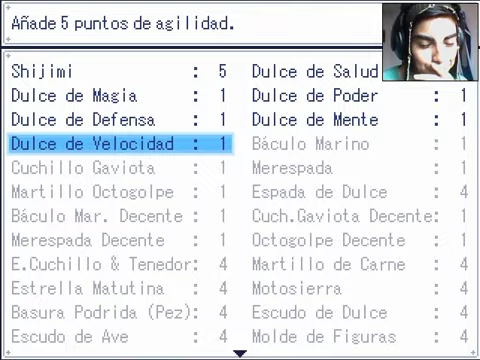 Añade 5 puntos de agilidad.
Shijimi : 5 Dulce de Salud
Dulce de Magia : 1 Dulce de Poder : 1
Dulce de Defensa : 1 Dulce de Mente : 1
Dulce de Velocidad : 1 Báculo Marino : 1
Cuchillo Gaviota : 1 Merespada : 1
Martillo Octogolpe : 1 Espada de Dulce : 4
Báculo Mar. Decente : 1 Cuch.Gaviota Decente: 1
Merespada Decente : 1 Octogolpe Decente : 1
E.Cuchillo & Tenedor: 4 Martillo de Carne : 4
Estrella Matutina : 4 Motosierra : 4
Basura Podrida (Pez): 4 Escudo de Dulce : 4
Escudo de Ave : 4 Molde de Figuras : 4